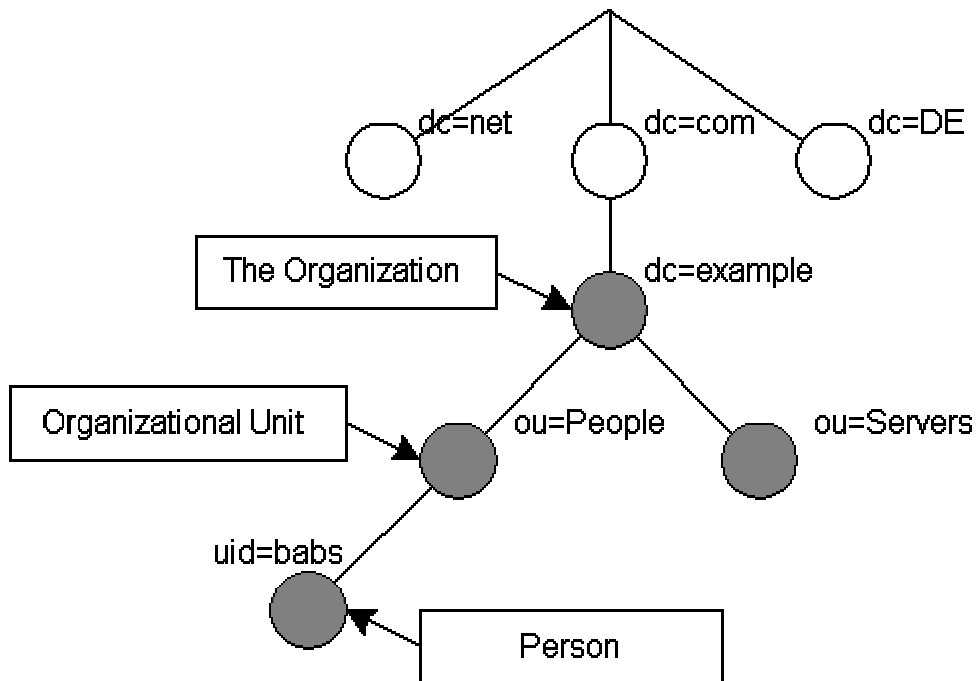 dc=net
dc=com
dc=DE
The Organization
dc=example
Organizational Unit
ou=People
ou=Servers
uid=babs
Person